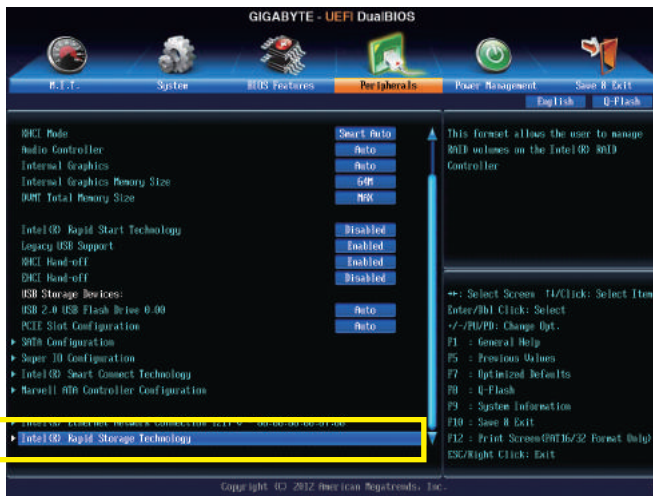 GIGABYTE - UEFI DualBIOS
M.I.T. System BIOS Features Peripherals Power Management Save & Exit
English Q-Flash
XHCI Mode Smart Auto
Audio Controller Auto
Internal Graphics Auto
Internal Graphics Memory Size 64M
DVMT Total Memory Size MAX
Intel(R) Rapid Start Technology Disabled
Legacy USB Support Enabled
XHCI Hand-off Enabled
EHCI Hand-off Disabled
USB Storage Devices:
USB 2.0 USB Flash Drive 0.00 Auto
PCIE Slot Configuration Auto
SATA Configuration
Super IO Configuration
Intel(R) Smart Connect Technology
Marvell ATA Controller Configuration
Intel(R) Ethernet Network Connection I217-V
Intel(R) Rapid Storage Technology
This formset allows the user to manage
RAID volumes on the Intel(R) RAID
Controller
++: Select Screen ↑↓/Click: Select Item
Enter/Dbl Click: Select
+/-/PU/PD: Change Opt.
F1 : General Help
F5 : Previous Values
F7 : Optimized Defaults
F8 : Q-Flash
F9 : System Information
F10 : Save & Exit
F12 : Print Screen(FAT16/32 Format Only)
ESC/Right Click: Exit
Copyright (C) 2012 American Megatrends, Inc.